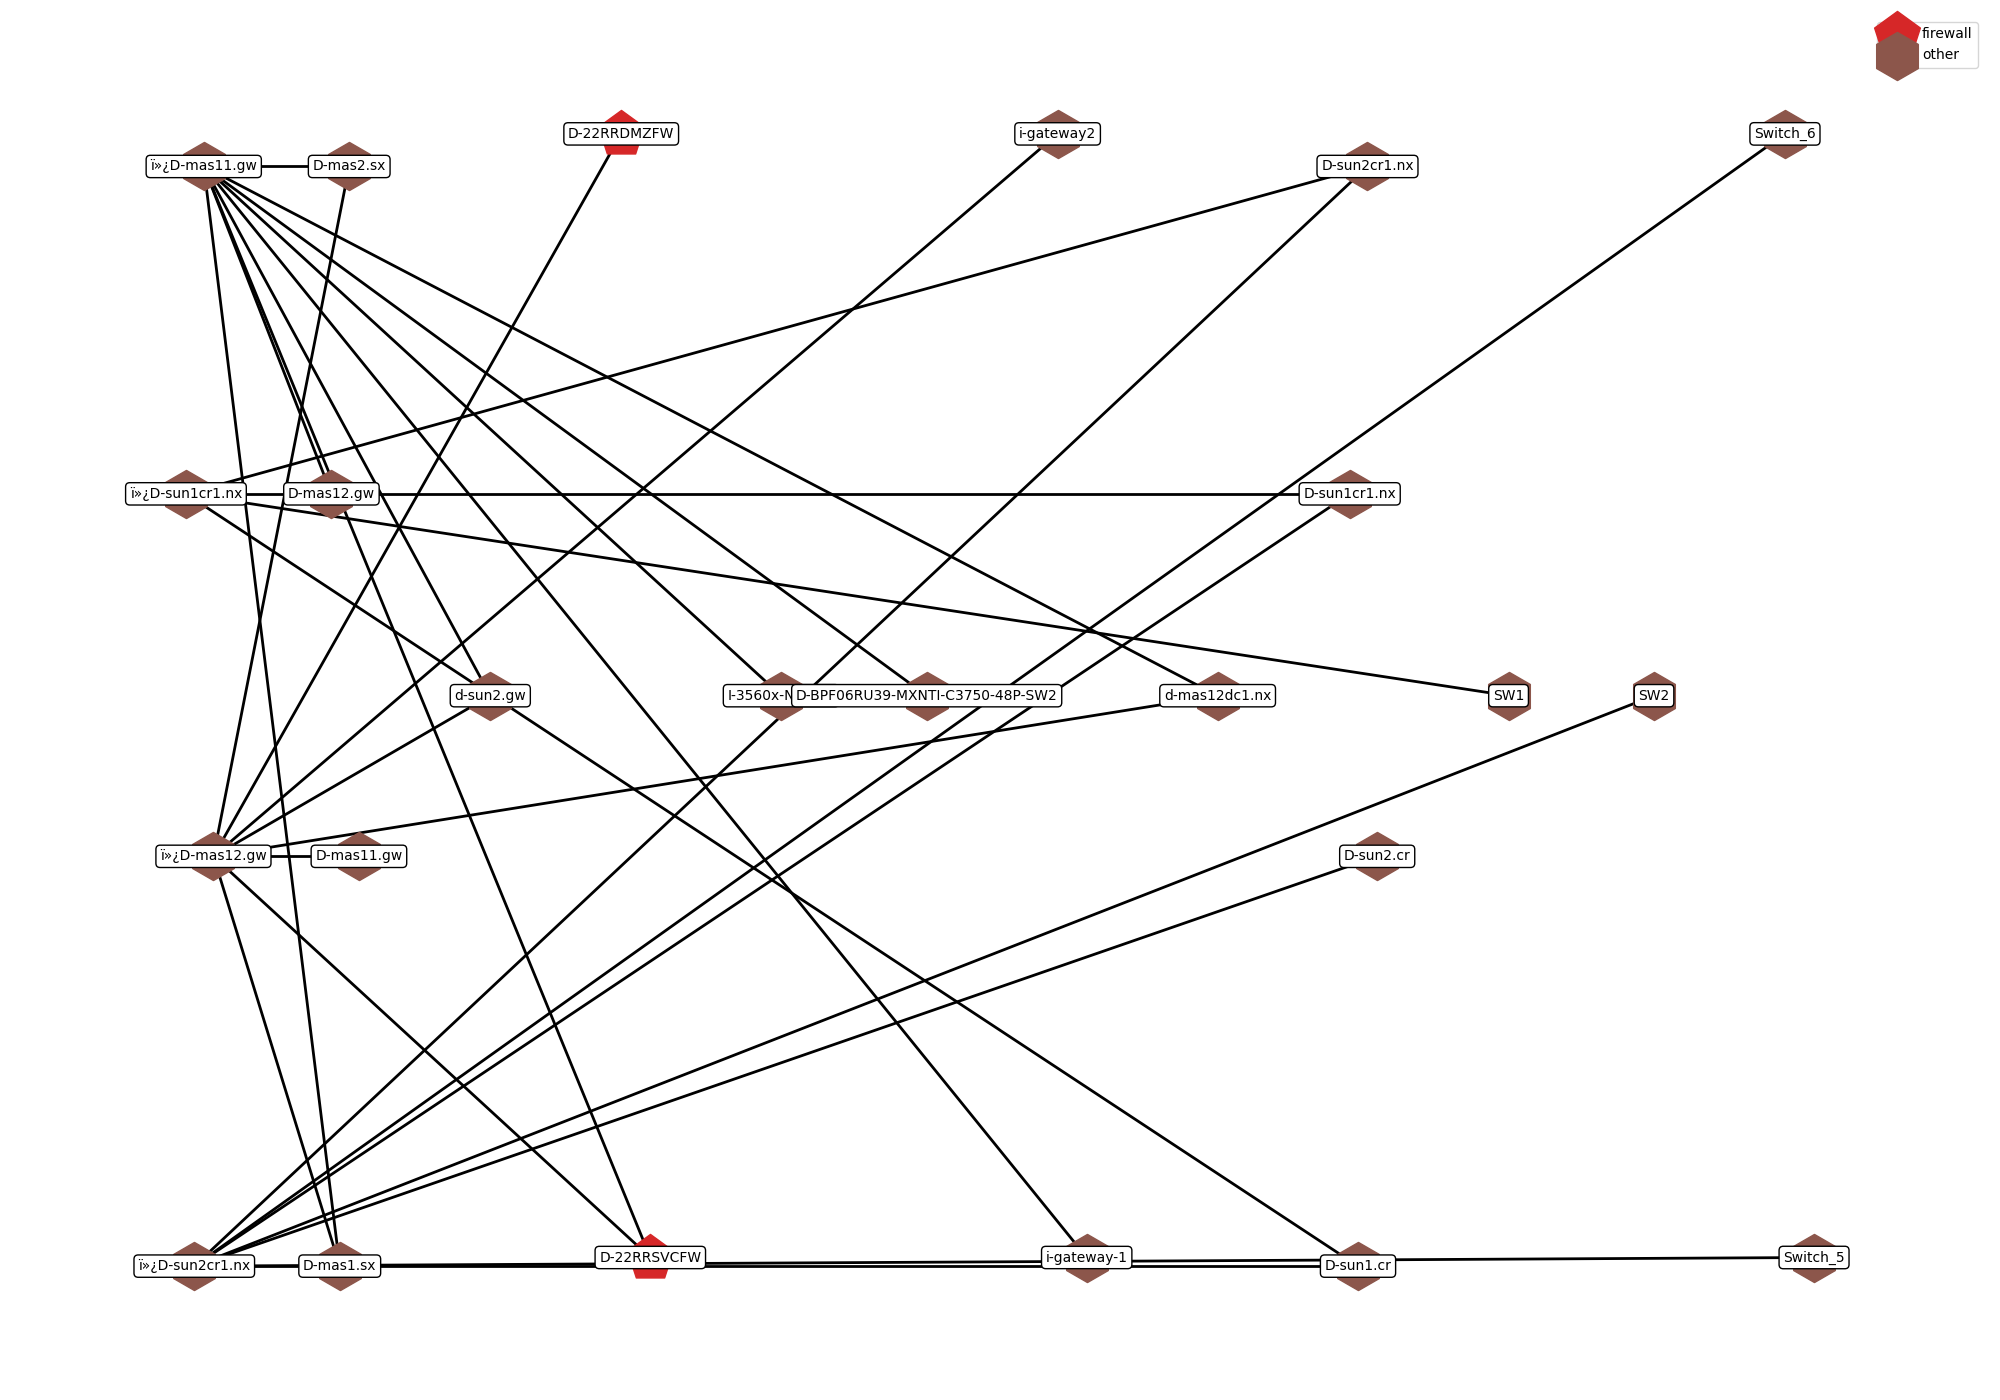 firewall
other
D-22RRDMZFW
i-gateway2
Switch_6
ï»¿D-mas11.gw
D-mas2.sx
D-sun2cr1.nx
ï»¿D-sun1cr1.nx
D-mas12.gw
D-sun1cr1.nx
d-sun2.gw
D-BPF06RU39-MXNTI-C3750-48P-SW2
d-mas12dc1.nx
SW1
SW2
ï»¿D-mas12.gw
D-mas11.gw
D-sun2.cr
D-22RRSVCFW
i-gateway-1
Switch_5
ï»¿D-sun2cr1.nx
D-mas1.sx
D-sun1.cr